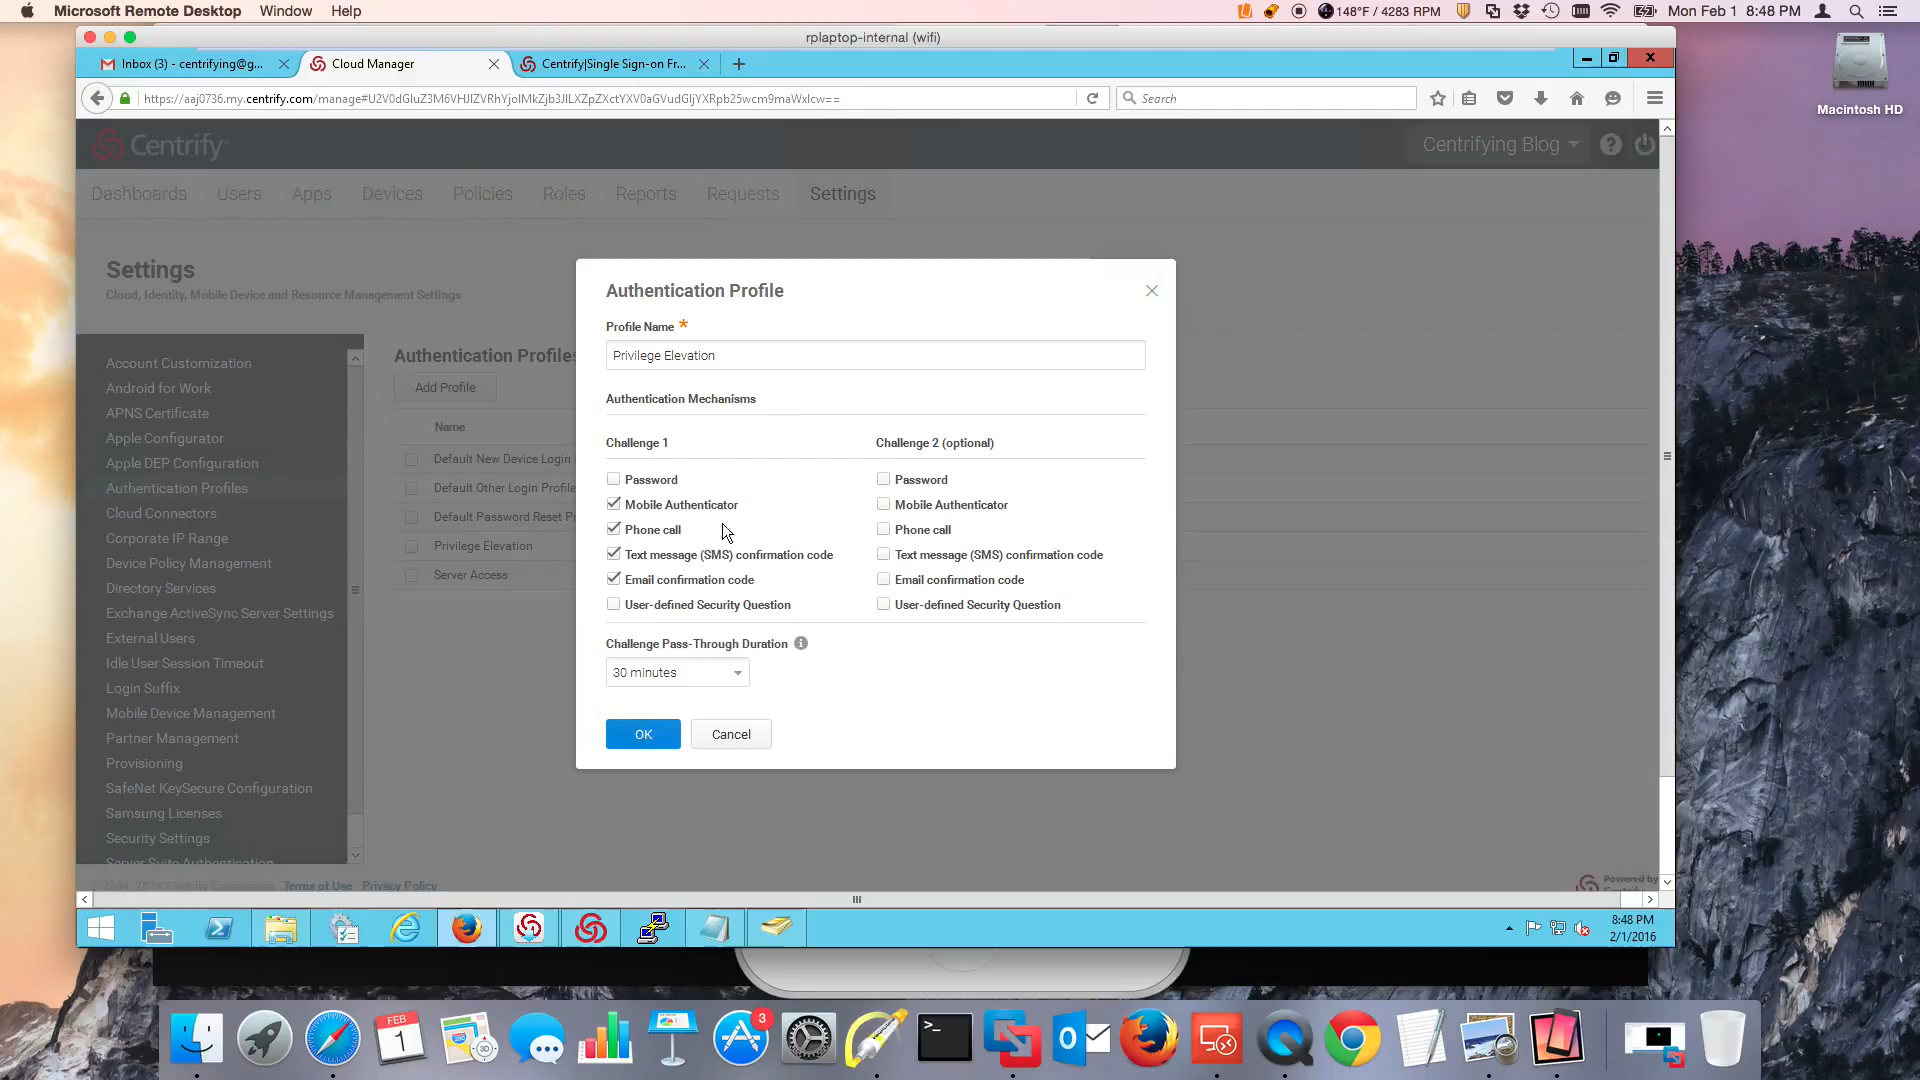 Microsoft Remote Desktop Window Help
148°F / 4283 RPM Mon Feb 1 8:48 PM
Macintosh HD
rplaptop-internal (wifi)
Inbox (3) - centrifying@g... Cloud Manager Centrify|Single Sign-on Fr...
https://aaj0736.my.centrify.com/manage#U2V0dGluZ3M6VHJlZVRhYjolMkZjb3JlLXZpZXctYXV0aGVudGljYXRpb25wcm9maWxlcw== Search
Centrify Centrifying Blog ?
Dashboards Users Apps Devices Policies Roles Reports Requests Settings
Settings
Cloud, Identity, Mobile Device and Resource Management Settings
Account Customization
Android for Work
APNS Certificate
Apple Configurator
Apple DEP Configuration
Authentication Profiles
Cloud Connectors
Corporate IP Range
Device Policy Management
Directory Services
Exchange ActiveSync Server Settings
External Users
Idle User Session Timeout
Login Suffix
Mobile Device Management
Partner Management
Provisioning
SafeNet KeySecure Configuration
Samsung Licenses
Security Settings
Server Suite Authentication
Authentication Profiles
Add Profile
Name
Default New Device Login
Default Other Login Profile
Default Password Reset P
Privilege Elevation
Server Access
Authentication Profile
Profile Name *
Privilege Elevation
Authentication Mechanisms
Challenge 1
Password
Mobile Authenticator
Phone call
Text message (SMS) confirmation code
Email confirmation code
User-defined Security Question
Challenge 2 (optional)
Password
Mobile Authenticator
Phone call
Text message (SMS) confirmation code
Email confirmation code
User-defined Security Question
Challenge Pass-Through Duration
30 minutes
OK Cancel
Terms of Use Privacy Policy
Powered by
8:48 PM
2/1/2016
FEB
1
3